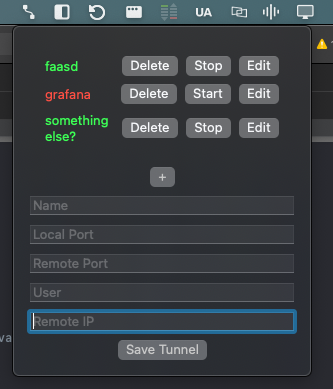 UA
faasd Delete Stop Edit
grafana Delete Start Edit
something
else? Delete Stop Edit
+
Name
Local Port
Remote Port
User
Remote IP
Save Tunnel
va